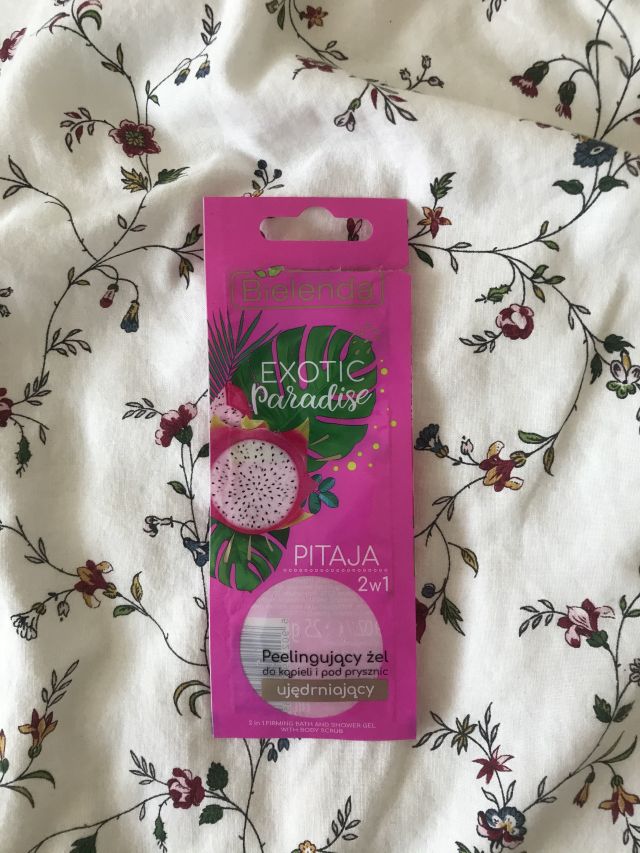 Bielenda
EXOTIC
Paradise
PITAJA
2w1
Peelingujący żel
do kąpieli i pod prysznic
ujędrniający
2 in 1 FIRMING BATH AND SHOWER GEL
WITH BODY SCRUB